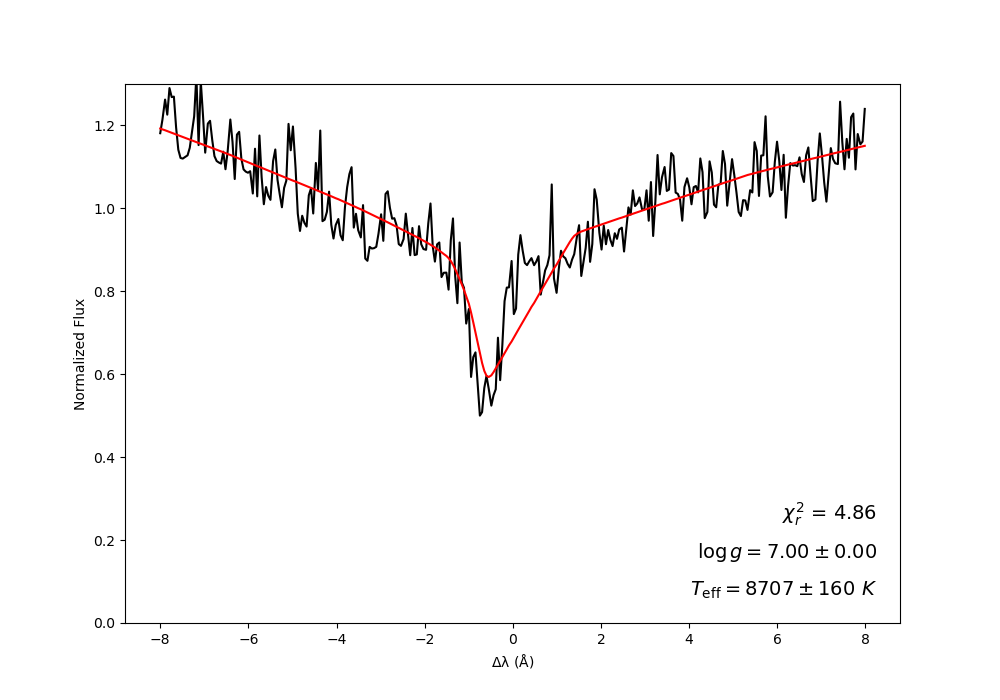 1.2
1.0
0.8
0.6
0.4
0.2
0.0
Normalized Flux
χ²ᵣ = 4.86
log g = 7.00 ± 0.00
T_eff = 8707 ± 160 K
−8 −6 −4 −2 0 2 4 6 8
Δλ (Å)